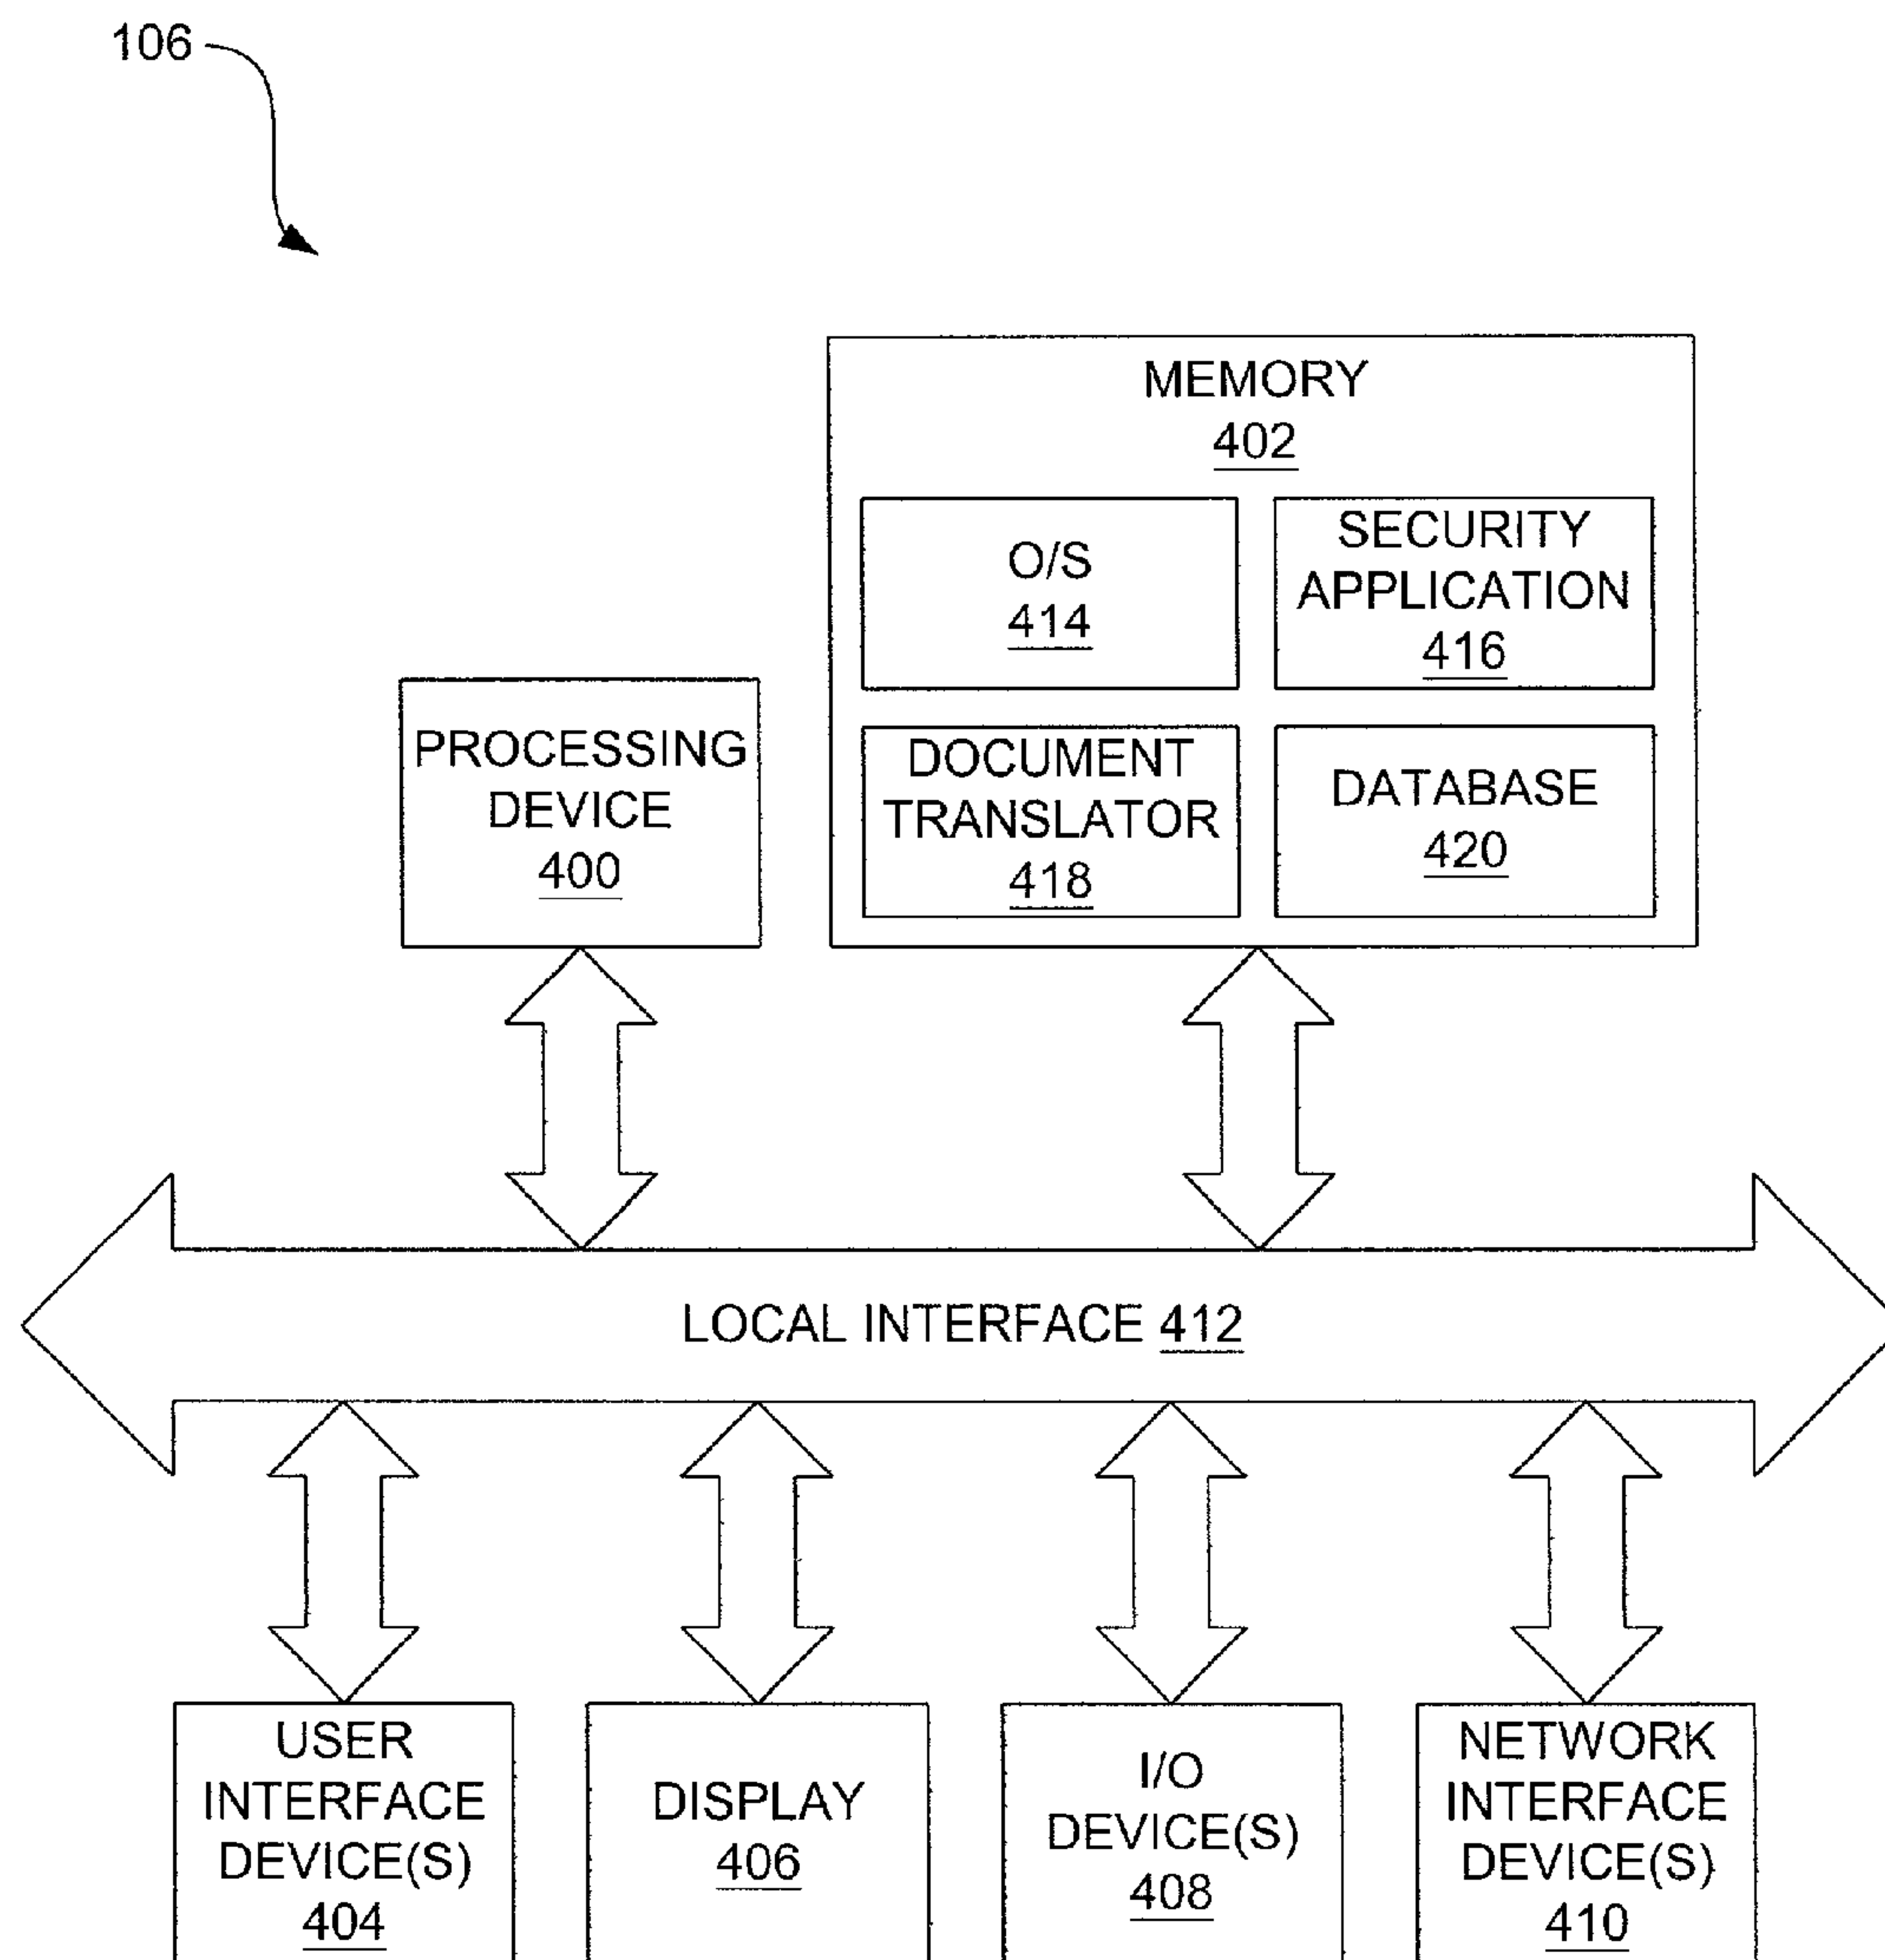 106
MEMORY
402
O/S
414
SECURITY
APPLICATION
416
PROCESSING
DEVICE
400
DOCUMENT
TRANSLATOR
418
DATABASE
420
LOCAL INTERFACE 412
USER
INTERFACE
DEVICE(S)
404
DISPLAY
406
I/O
DEVICE(S)
408
NETWORK
INTERFACE
DEVICE(S)
410